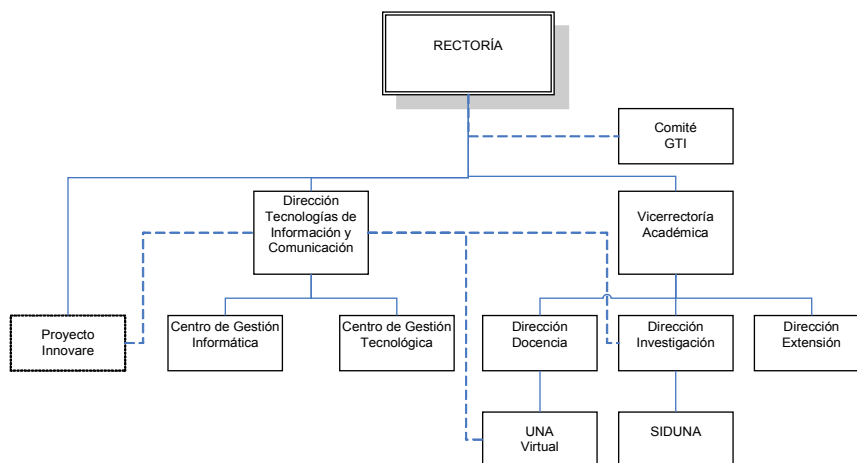 RECTORÍA
Comité
GTI
Dirección
Tecnologías de
Información y
Comunicación
Vicerrectoría
Académica
Proyecto
Innovare
Centro de Gestión
Informática
Centro de Gestión
Tecnológica
Dirección
Docencia
Dirección
Investigación
Dirección
Extensión
UNA
Virtual
SIDUNA